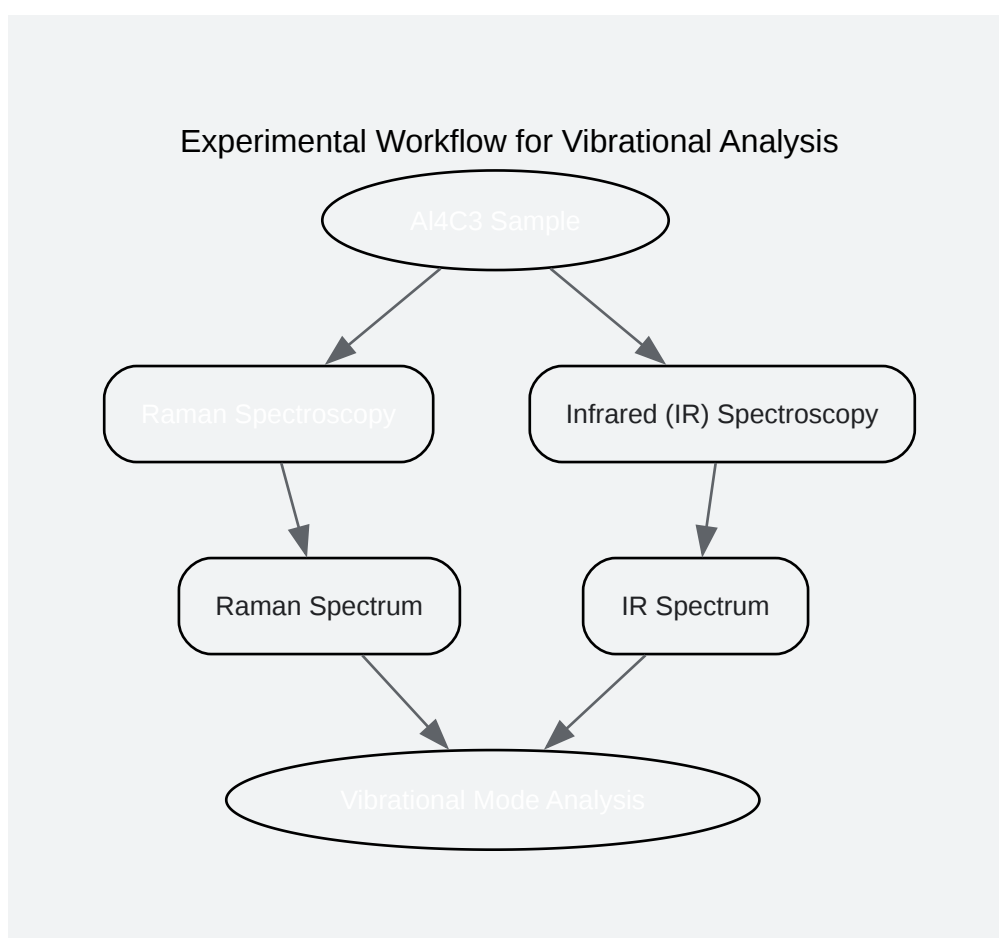 Experimental Workflow for Vibrational Analysis
Al4C3 Sample
Raman Spectroscopy
Infrared (IR) Spectroscopy
Raman Spectrum
IR Spectrum
Vibrational Mode Analysis